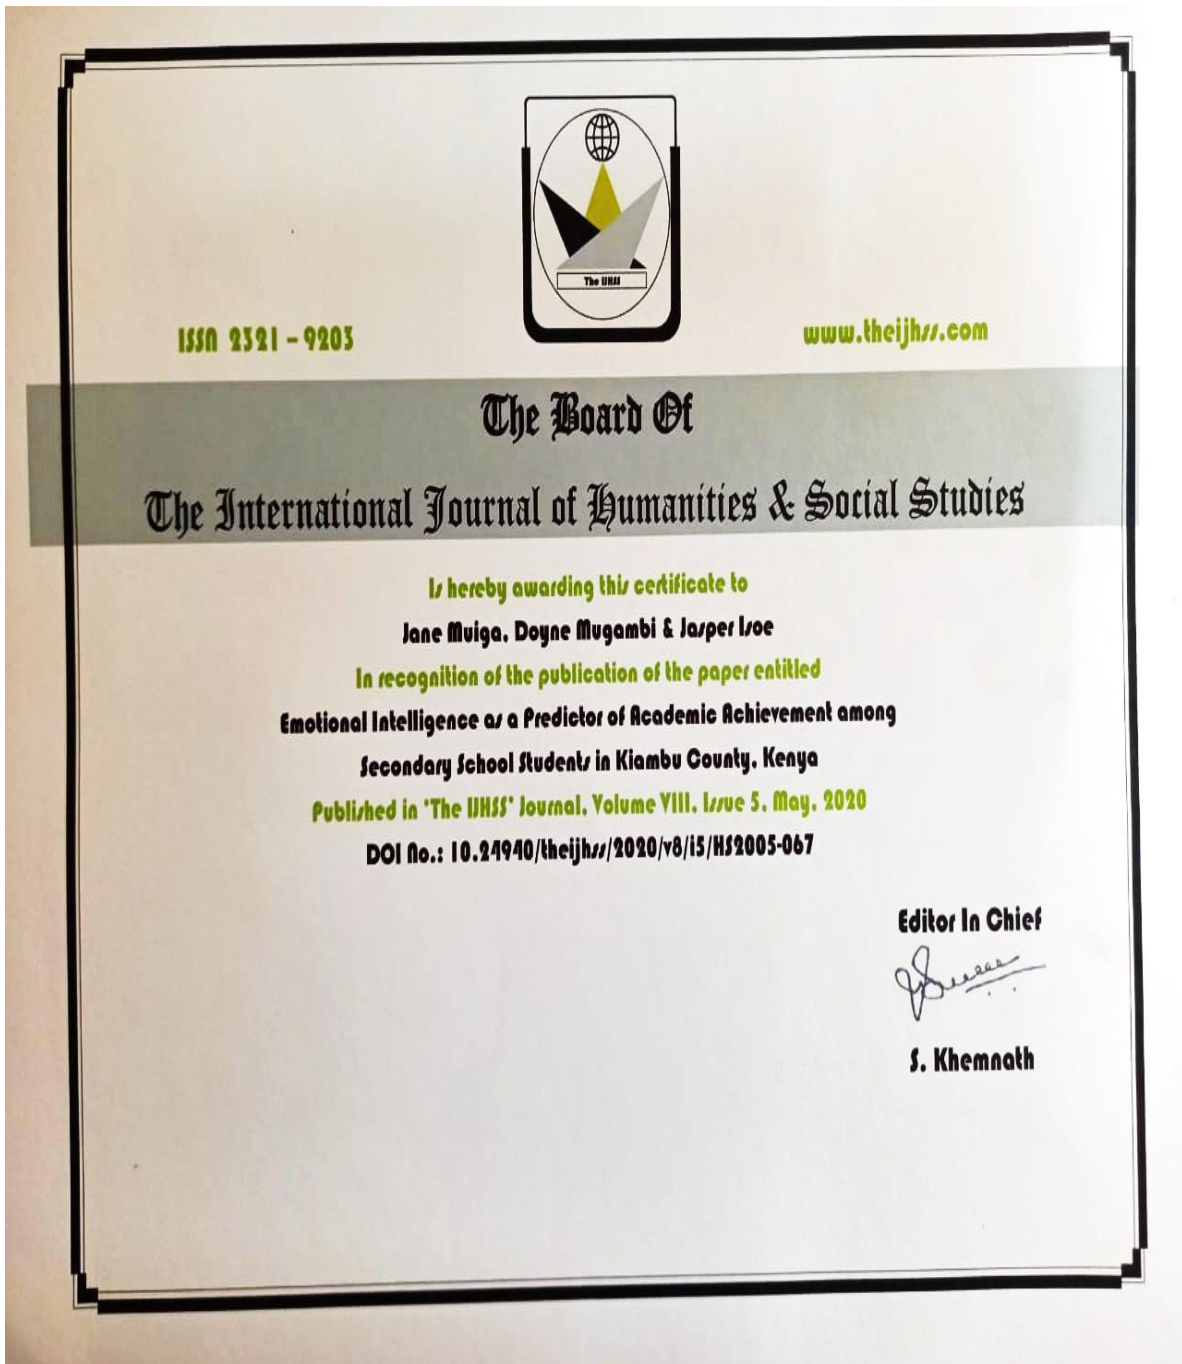 The IJHSS
ISSN 2321 – 9203
www.theijhss.com
The Board Of
The International Journal of Humanities & Social Studies
Is hereby awarding this certificate to
Jane Muiga, Doyne Mugambi & Jasper Isoe
In recognition of the publication of the paper entitled
Emotional Intelligence as a Predictor of Academic Achievement among
Secondary School Students in Kiambu County, Kenya
Published in 'The IJHSS' Journal, Volume VIII, Issue 5, May, 2020
DOI No.: 10.24940/theijhss/2020/v8/i5/HS2005-067
Editor In Chief
S. Khemnath